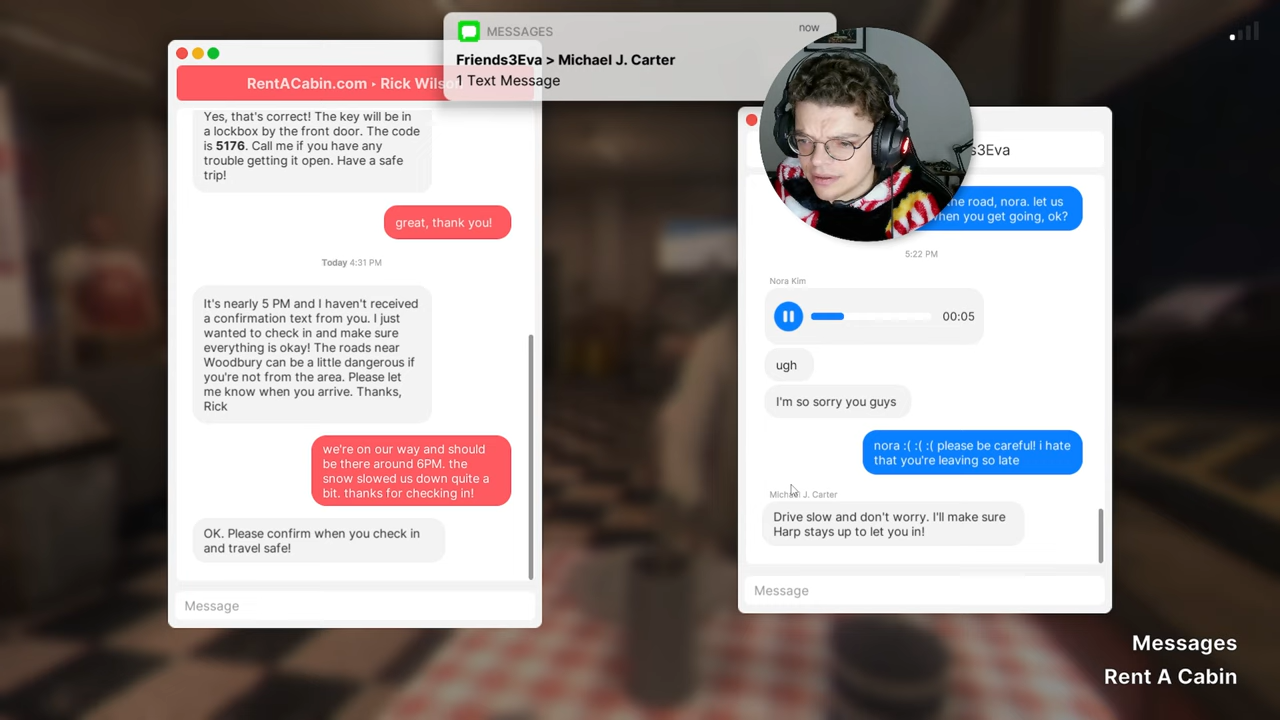 MESSAGES
now
Friends3Eva > Michael J. Carter
1 Text Message
RentACabin.com ▸ Rick
Yes, that's correct! The key will be
in a lockbox by the front door. The code
is 5176. Call me if you have any
trouble getting it open. Have a safe
trip!
great, thank you!
Today 4:31 PM
It's nearly 5 PM and I haven't received
a confirmation text from you. I just
wanted to check in and make sure
everything is okay! The roads near
Woodbury can be a little dangerous if
you're not from the area. Please let
me know when you arrive. Thanks,
Rick
we're on our way and should
be there around 6PM. the
snow slowed us down quite a
bit. thanks for checking in!
OK. Please confirm when you check in
and travel safe!
Message
s3Eva
the road, nora. let us
when you get going, ok?
5:22 PM
Nora Kim
00:05
ugh
I'm so sorry you guys
nora :( :( :( please be careful! i hate
that you're leaving so late
Michael J. Carter
Drive slow and don't worry. I'll make sure
Harp stays up to let you in!
Message
Messages
Rent A Cabin